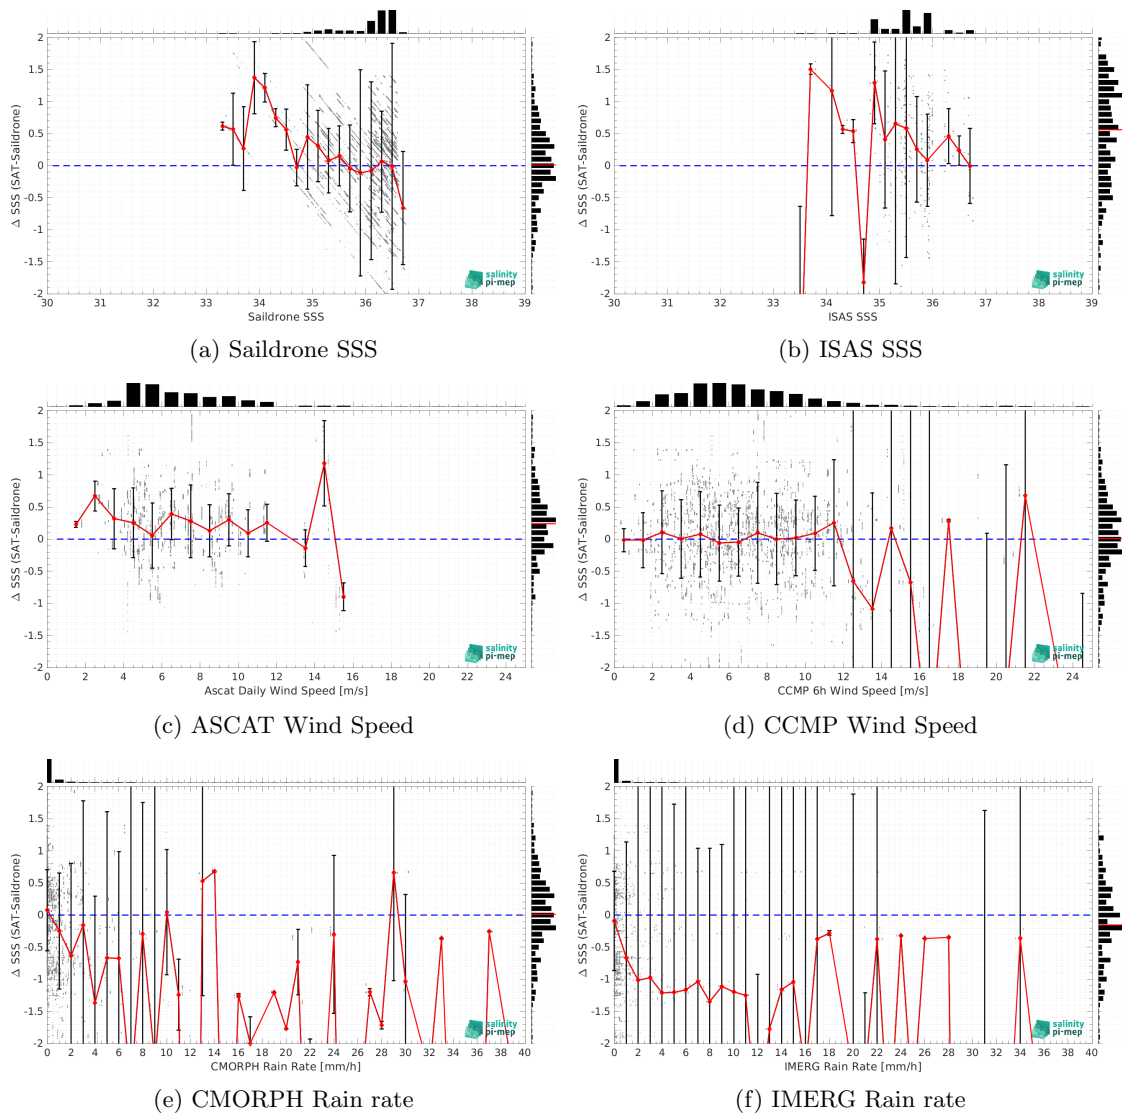 2
1.5
1
0.5
0
-0.5
-1
-1.5
-2
Δ SSS (SAT-Saildrone)
30 31 32 33 34 35 36 37 38 39
Saildrone SSS
salinity
pi-mep
(a) Saildrone SSS
2
1.5
1
0.5
0
-0.5
-1
-1.5
-2
Δ SSS (SAT-Saildrone)
30 31 32 33 34 35 36 37 38 39
ISAS SSS
salinity
pi-mep
(b) ISAS SSS
2
1.5
1
0.5
0
-0.5
-1
-1.5
-2
Δ SSS (SAT-Saildrone)
0 2 4 6 8 10 12 14 16 18 20 22 24
Ascat Daily Wind Speed [m/s]
salinity
pi-mep
(c) ASCAT Wind Speed
2
1.5
1
0.5
0
-0.5
-1
-1.5
-2
Δ SSS (SAT-Saildrone)
0 2 4 6 8 10 12 14 16 18 20 22 24
CCMP 6h Wind Speed [m/s]
salinity
pi-mep
(d) CCMP Wind Speed
2
1.5
1
0.5
0
-0.5
-1
-1.5
-2
Δ SSS (SAT-Saildrone)
0 2 4 6 8 10 12 14 16 18 20 22 24 26 28 30 32 34 36 38 40
CMORPH Rain Rate [mm/h]
salinity
pi-mep
(e) CMORPH Rain rate
2
1.5
1
0.5
0
-0.5
-1
-1.5
-2
Δ SSS (SAT-Saildrone)
0 2 4 6 8 10 12 14 16 18 20 22 24 26 28 30 32 34 36 38 40
IMERG Rain Rate [mm/h]
salinity
pi-mep
(f) IMERG Rain rate